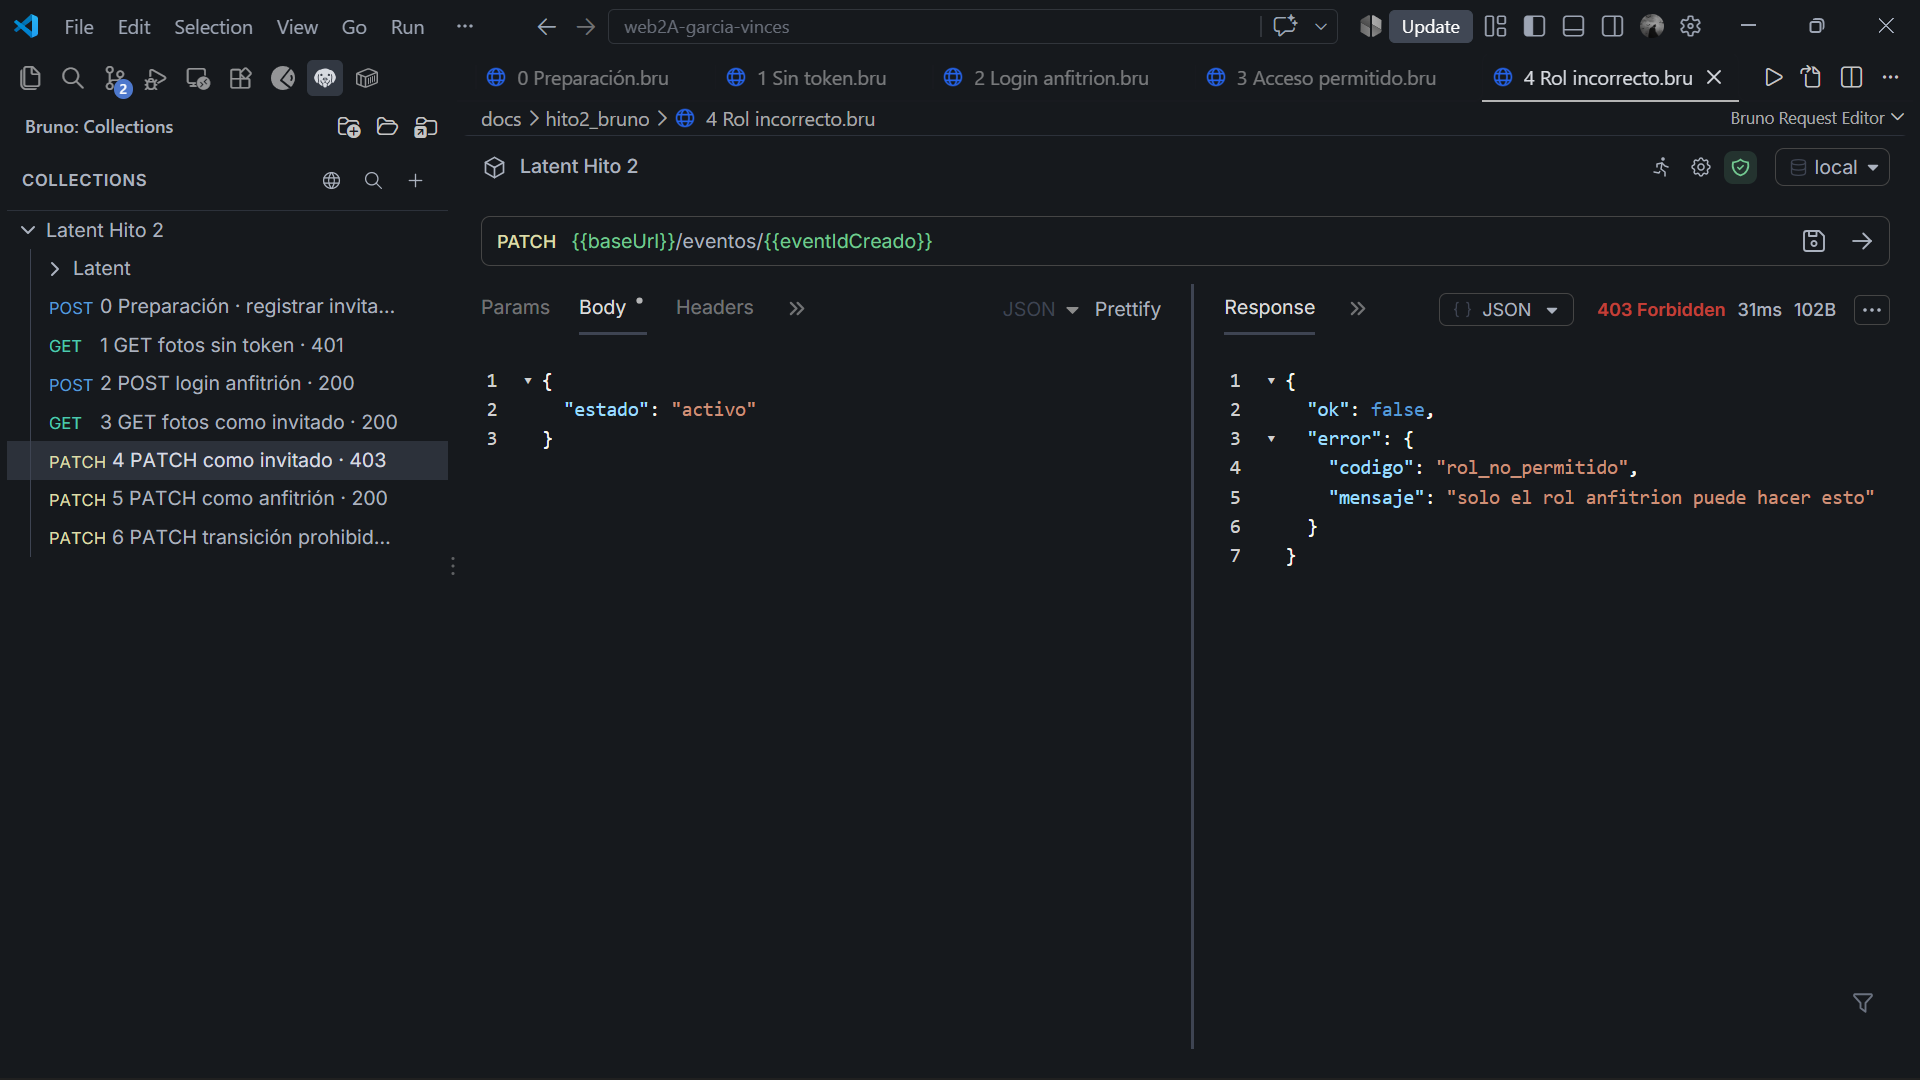 File Edit Selection View Go Run ···
web2A-garcia-vinces
Update
2
0 Preparación.bru
1 Sin token.bru
2 Login anfitrion.bru
3 Acceso permitido.bru
4 Rol incorrecto.bru
Bruno: Collections
docs > hito2_bruno > 4 Rol incorrecto.bru
Bruno Request Editor
COLLECTIONS
Latent Hito 2
local
Latent Hito 2
Latent
POST 0 Preparación · registrar invita...
GET 1 GET fotos sin token · 401
POST 2 POST login anfitrión · 200
GET 3 GET fotos como invitado · 200
PATCH 4 PATCH como invitado · 403
PATCH 5 PATCH como anfitrión · 200
PATCH 6 PATCH transición prohibid...
PATCH {{baseUrl}}/eventos/{{eventIdCreado}}
Params Body Headers
JSON Prettify
1 {
2 "estado": "activo"
3 }
Response
{ } JSON
403 Forbidden 31ms 102B
1 {
2 "ok": false,
3 "error": {
4 "codigo": "rol_no_permitido",
5 "mensaje": "solo el rol anfitrion puede hacer esto"
6 }
7 }